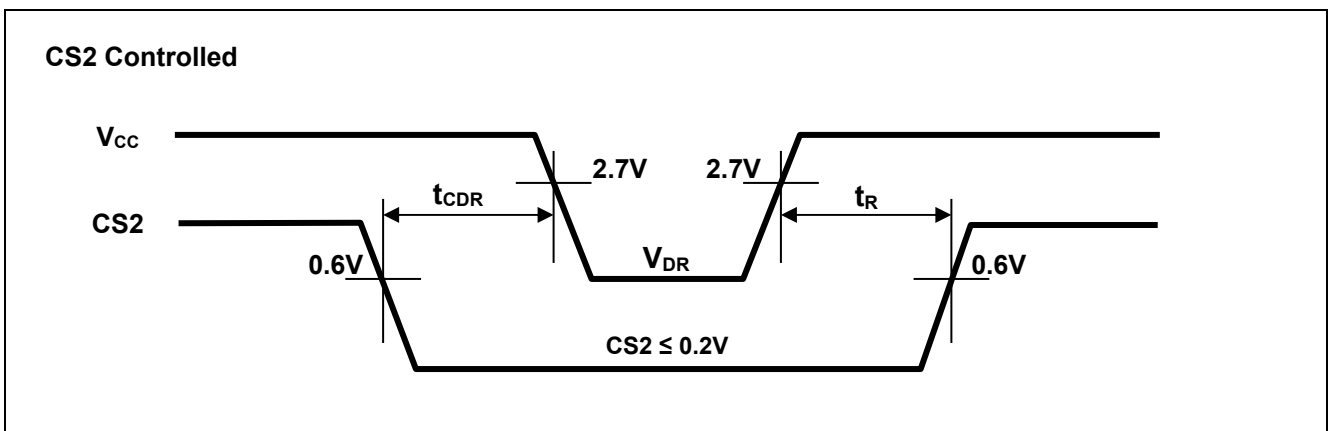 CS2 Controlled
VCC
2.7V 2.7V
tCDR tR
CS2
0.6V VDR 0.6V
CS2 ≤ 0.2V